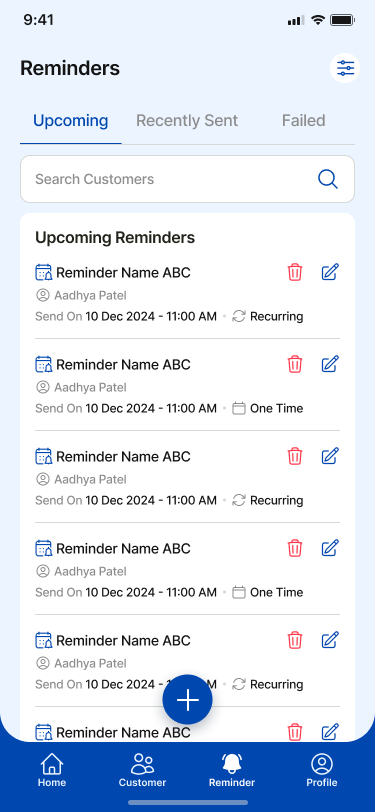 9:41
Reminders
Upcoming Recently Sent Failed
Search Customers
Upcoming Reminders
Reminder Name ABC
Aadhya Patel
Send On 10 Dec 2024 - 11:00 AM • Recurring
Reminder Name ABC
Aadhya Patel
Send On 10 Dec 2024 - 11:00 AM • One Time
Reminder Name ABC
Aadhya Patel
Send On 10 Dec 2024 - 11:00 AM • Recurring
Reminder Name ABC
Aadhya Patel
Send On 10 Dec 2024 - 11:00 AM • One Time
Reminder Name ABC
Aadhya Patel
Send On 10 Dec 2024 - 11:00 AM • Recurring
Reminder Name ABC
Home Customer Reminder Profile